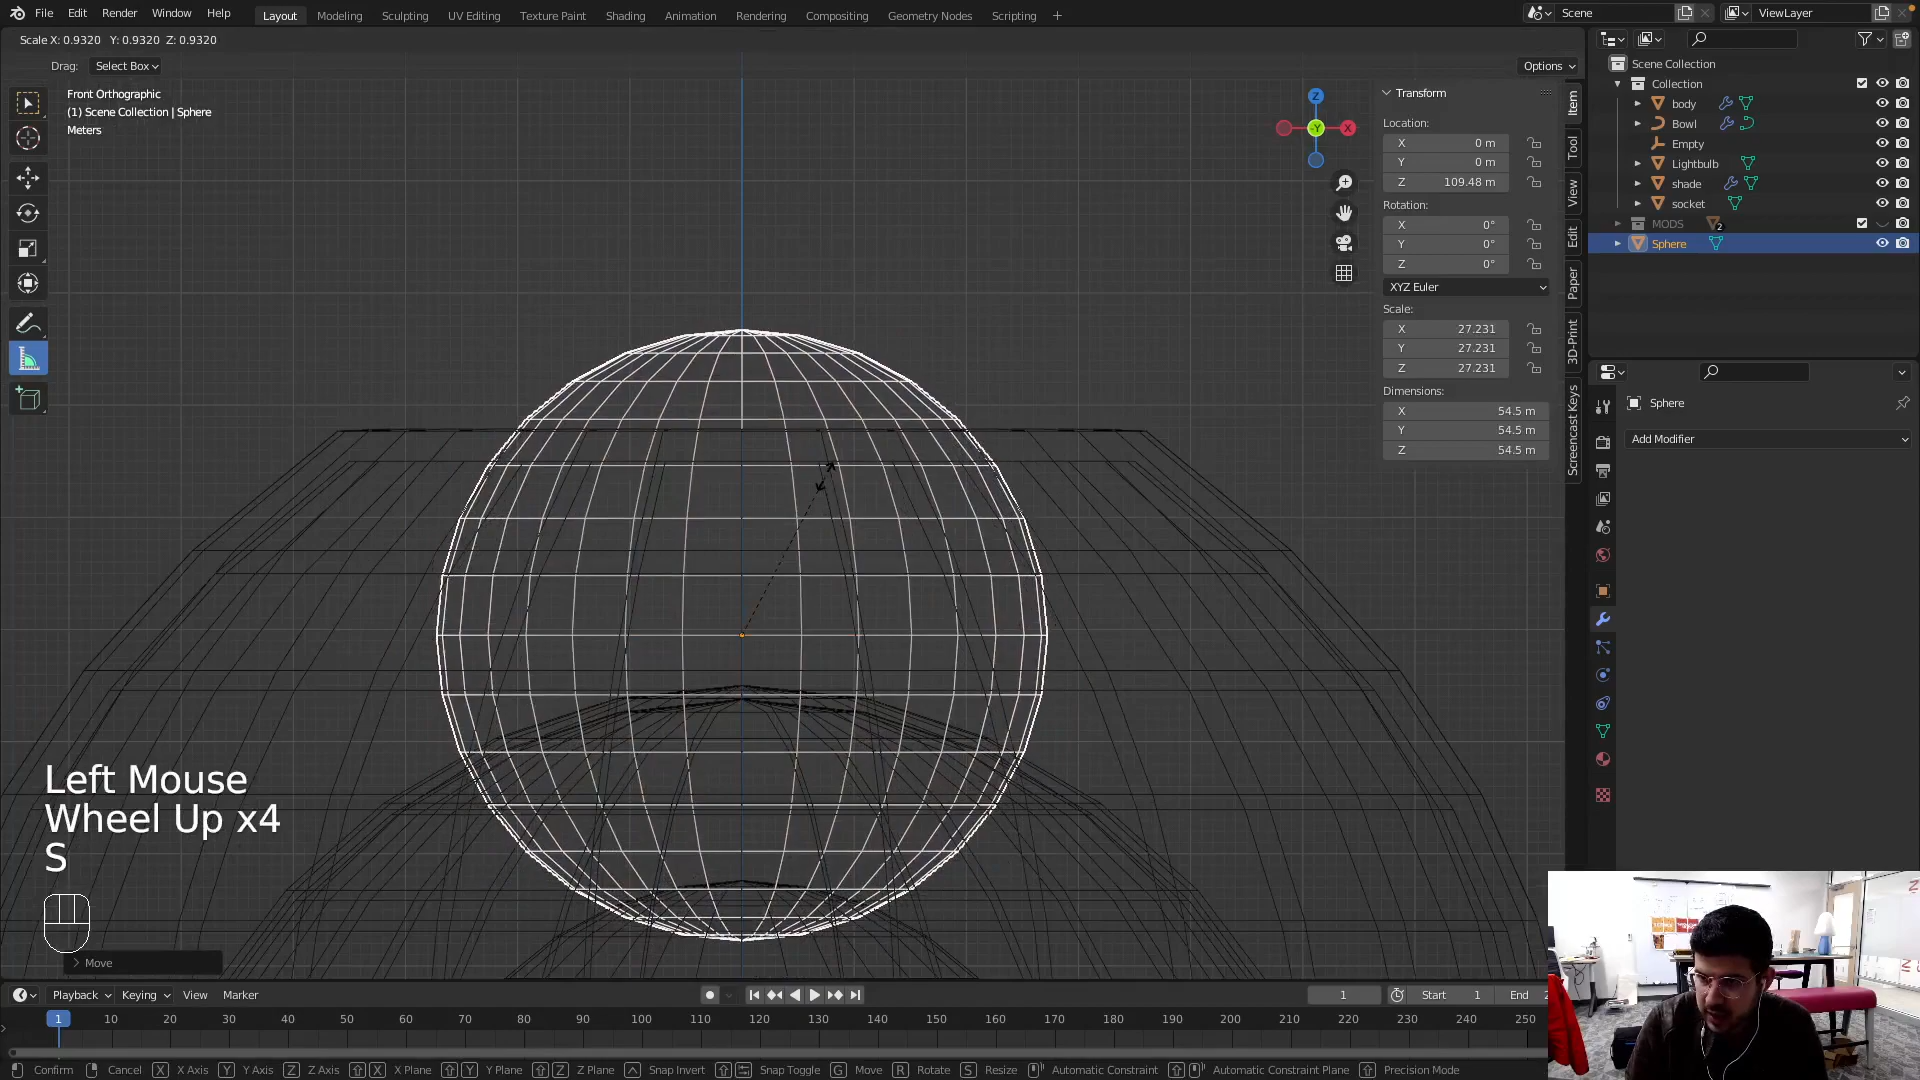 File Edit Render Window Help Layout Modeling Sculpting UV Editing Texture Paint Shading Animation Rendering Compositing Geometry Nodes Scripting + Scene ViewLayer
Scale X: 0.9320 Y: 0.9320 Z: 0.9320
Drag: Select Box Options
Front Orthographic
(1) Scene Collection | Sphere
Meters
Z
-Y
X
Transform
Location:
X 0 m
Y 0 m
Z 109.48 m
Rotation:
X 0°
Y 0°
Z 0°
XYZ Euler
Scale:
X 27.231
Y 27.231
Z 27.231
Dimensions:
X 54.5 m
Y 54.5 m
Z 54.5 m
Item
Tool
View
Edit
Paper
3D-Print
Screencast Keys
Scene Collection
Collection
body
Bowl
Empty
Lightbulb
shade
socket
MODS 2
Sphere
Sphere
Add Modifier
Left Mouse
Wheel Up x4
S
Move
Playback Keying View Marker 1 Start 1 End 2
1 10 20 30 40 50 60 70 80 90 100 110 120 130 140 150 160 170 180 190 200 210 220 230 240 250
Confirm Cancel X X Axis Y Y Axis Z Z Axis X X Plane Y Y Plane Z Z Plane Snap Invert Snap Toggle G Move R Rotate S Resize Automatic Constraint Automatic Constraint Plane Precision Mode